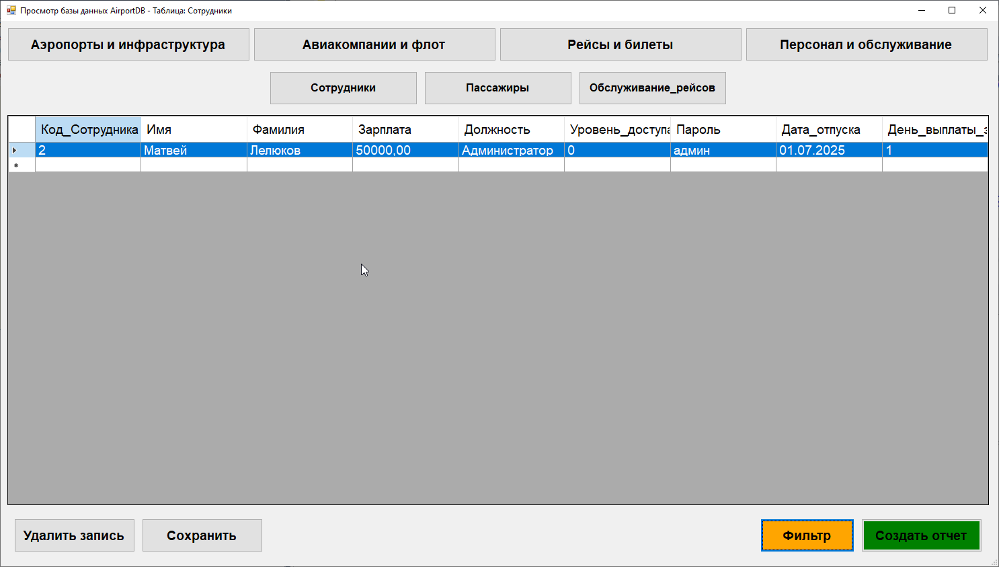 Просмотр базы данных AirportDB - Таблица: Сотрудники
Аэропорты и инфраструктура Авиакомпании и флот Рейсы и билеты Персонал и обслуживание
Сотрудники Пассажиры Обслуживание_рейсов
Код_Сотрудника Имя Фамилия Зарплата Должность Уровень_доступа Пароль Дата_отпуска День_выплаты_з
2 Матвей Лелюков 50000,00 Администратор 0 админ 01.07.2025 1
Удалить запись Сохранить Фильтр Создать отчет